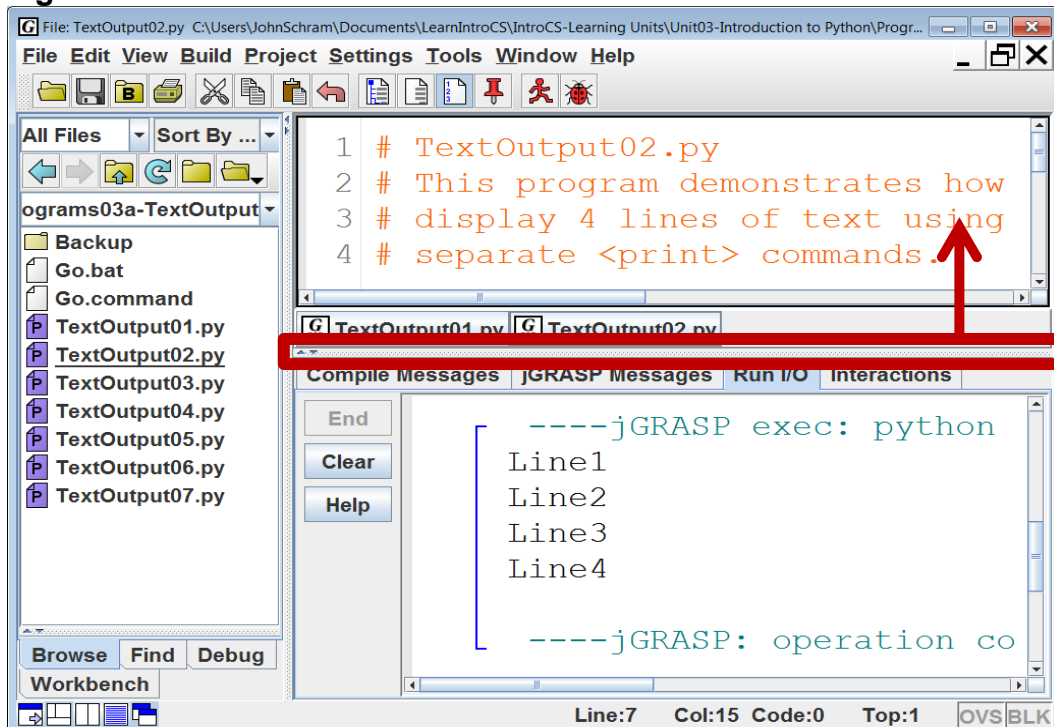 G File: TextOutput02.py C:\Users\JohnSchram\Documents\LearnIntroCS\IntroCS-Learning Units\Unit03-Introduction to Python\Progr...
File Edit View Build Project Settings Tools Window Help
All Files Sort By ...
ograms03a-TextOutput
Backup
Go.bat
Go.command
TextOutput01.py
TextOutput02.py
TextOutput03.py
TextOutput04.py
TextOutput05.py
TextOutput06.py
TextOutput07.py
Browse Find Debug
Workbench
1 # TextOutput02.py
2 # This program demonstrates how
3 # display 4 lines of text using
4 # separate <print> commands.
G TextOutput01.py G TextOutput02.py
Compile Messages jGRASP Messages Run I/O Interactions
End
Clear
Help
----jGRASP exec: python
Line1
Line2
Line3
Line4
----jGRASP: operation co
Line:7 Col:15 Code:0 Top:1 OVS BLK